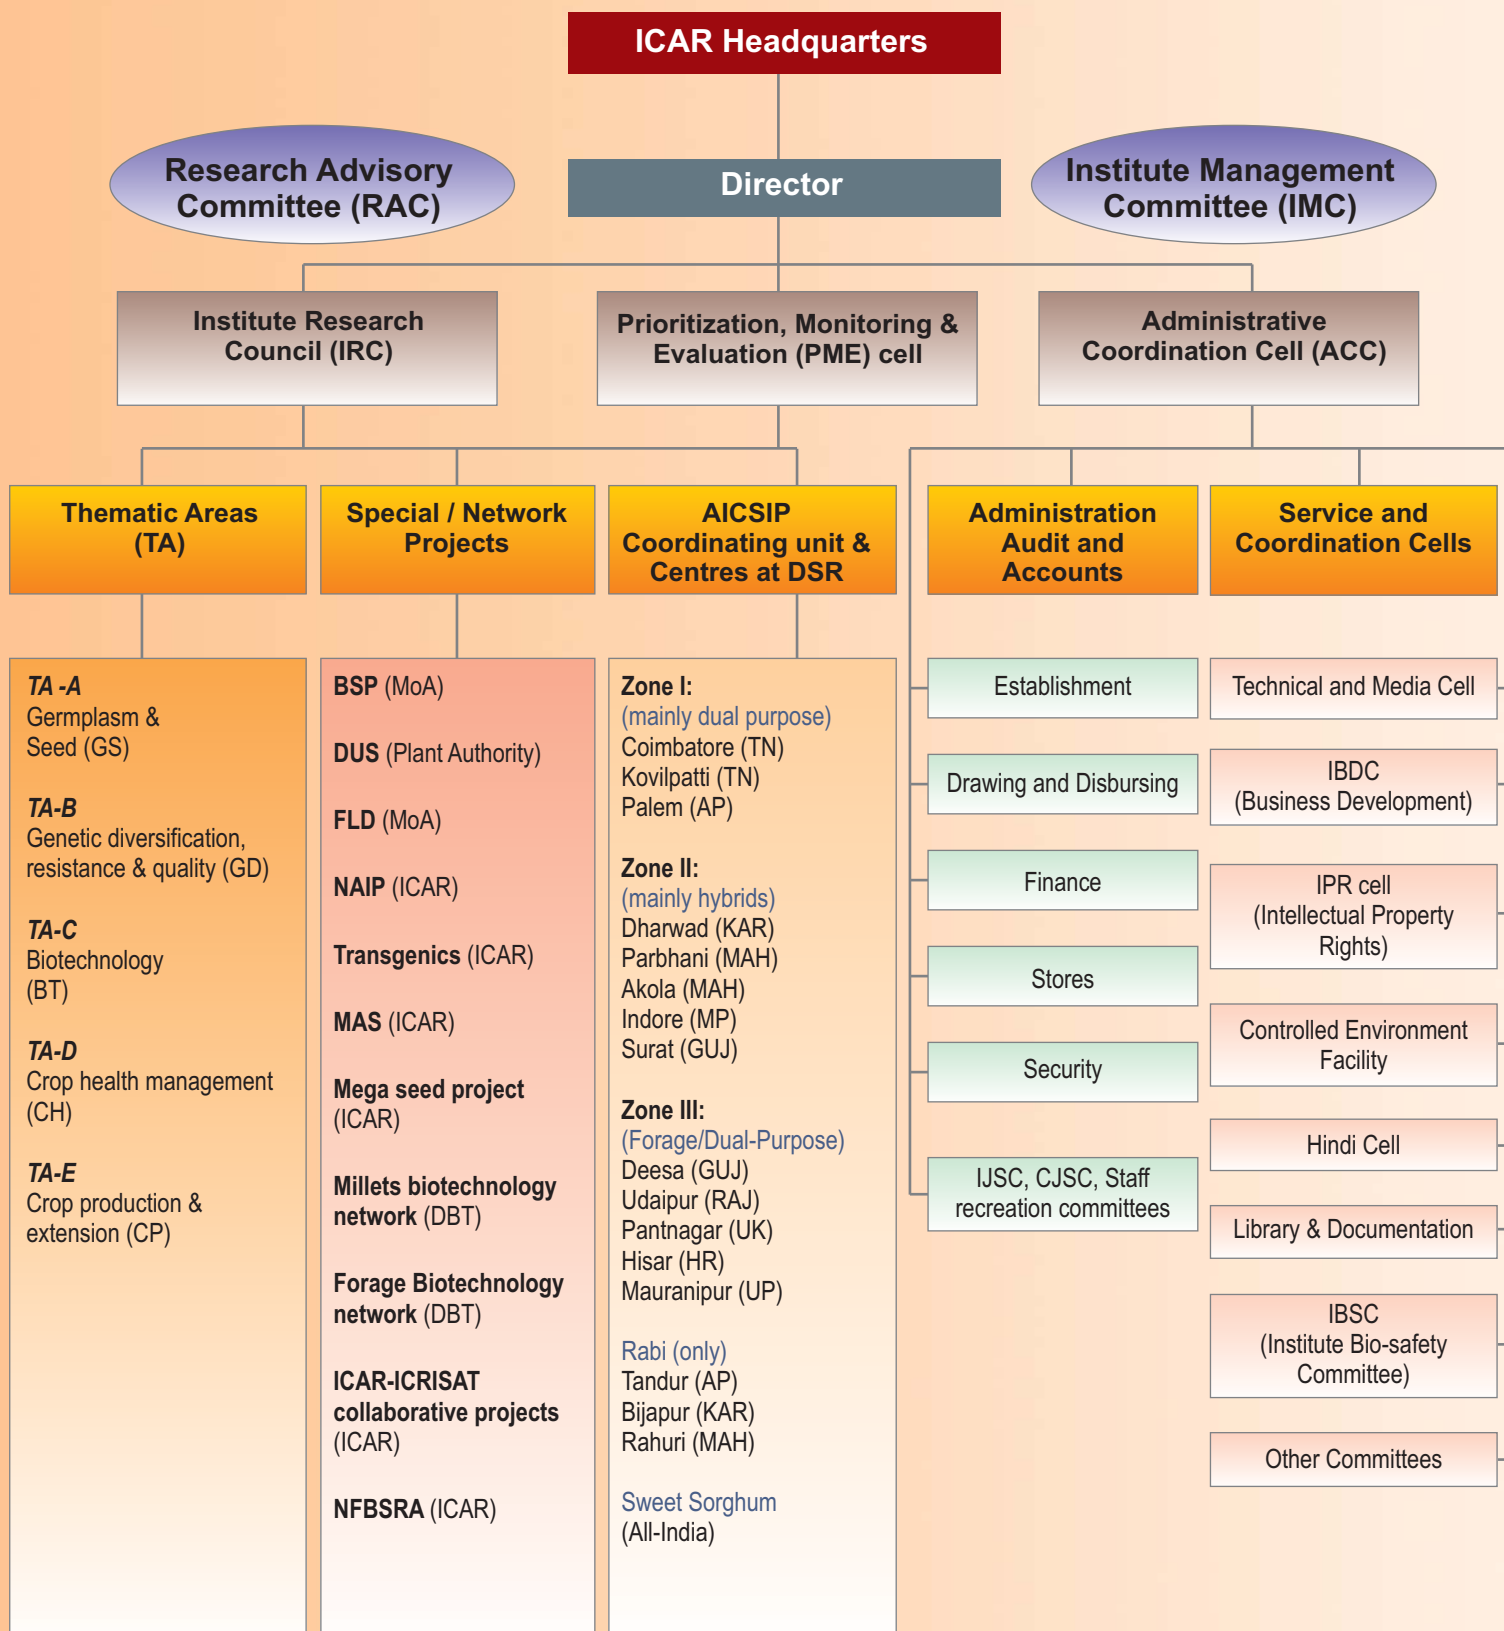 ICAR Headquarters
Research Advisory
Committee (RAC)
Director
Institute Management
Committee (IMC)
Institute Research
Council (IRC)
Prioritization, Monitoring &
Evaluation (PME) cell
Administrative
Coordination Cell (ACC)
Thematic Areas
(TA)
Special / Network
Projects
AICSIP
Coordinating unit &
Centres at DSR
Administration
Audit and
Accounts
Service and
Coordination Cells
TA -A
Germplasm &
Seed (GS)
TA-B
Genetic diversification,
resistance & quality (GD)
TA-C
Biotechnology
(BT)
TA-D
Crop health management
(CH)
TA-E
Crop production &
extension (CP)
BSP (MoA)
DUS (Plant Authority)
FLD (MoA)
NAIP (ICAR)
Transgenics (ICAR)
MAS (ICAR)
Mega seed project
(ICAR)
Millets biotechnology
network (DBT)
Forage Biotechnology
network (DBT)
ICAR-ICRISAT
collaborative projects
(ICAR)
NFBSRA (ICAR)
Zone I:
(mainly dual purpose)
Coimbatore (TN)
Kovilpatti (TN)
Palem (AP)
Zone II:
(mainly hybrids)
Dharwad (KAR)
Parbhani (MAH)
Akola (MAH)
Indore (MP)
Surat (GUJ)
Zone III:
(Forage/Dual-Purpose)
Deesa (GUJ)
Udaipur (RAJ)
Pantnagar (UK)
Hisar (HR)
Mauranipur (UP)
Rabi (only)
Tandur (AP)
Bijapur (KAR)
Rahuri (MAH)
Sweet Sorghum
(All-India)
Establishment
Drawing and Disbursing
Finance
Stores
Security
IJSC, CJSC, Staff
recreation committees
Technical and Media Cell
IBDC
(Business Development)
IPR cell
(Intellectual Property
Rights)
Controlled Environment
Facility
Hindi Cell
Library & Documentation
IBSC
(Institute Bio-safety
Committee)
Other Committees